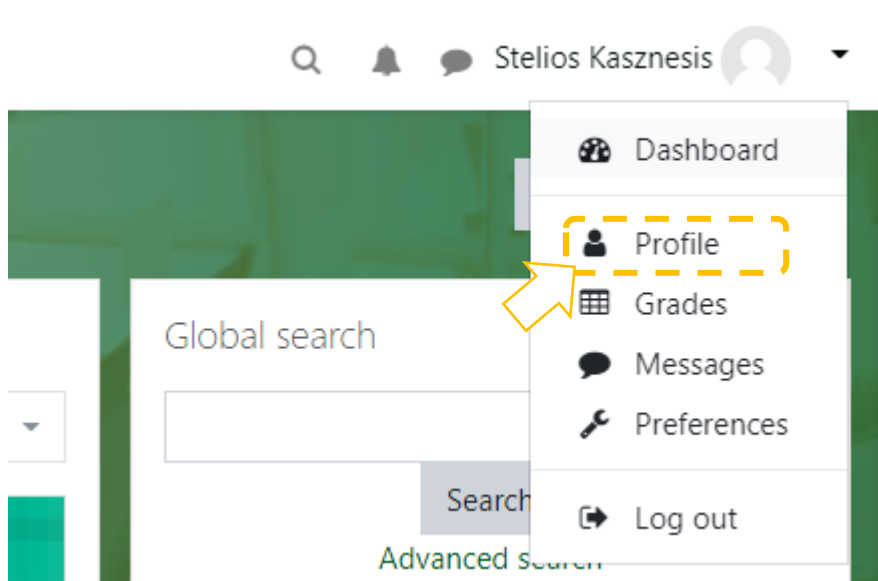 Stelios Kasznesis
Dashboard
Profile
Grades
Messages
Preferences
Log out
Global search
Search
Advanced search